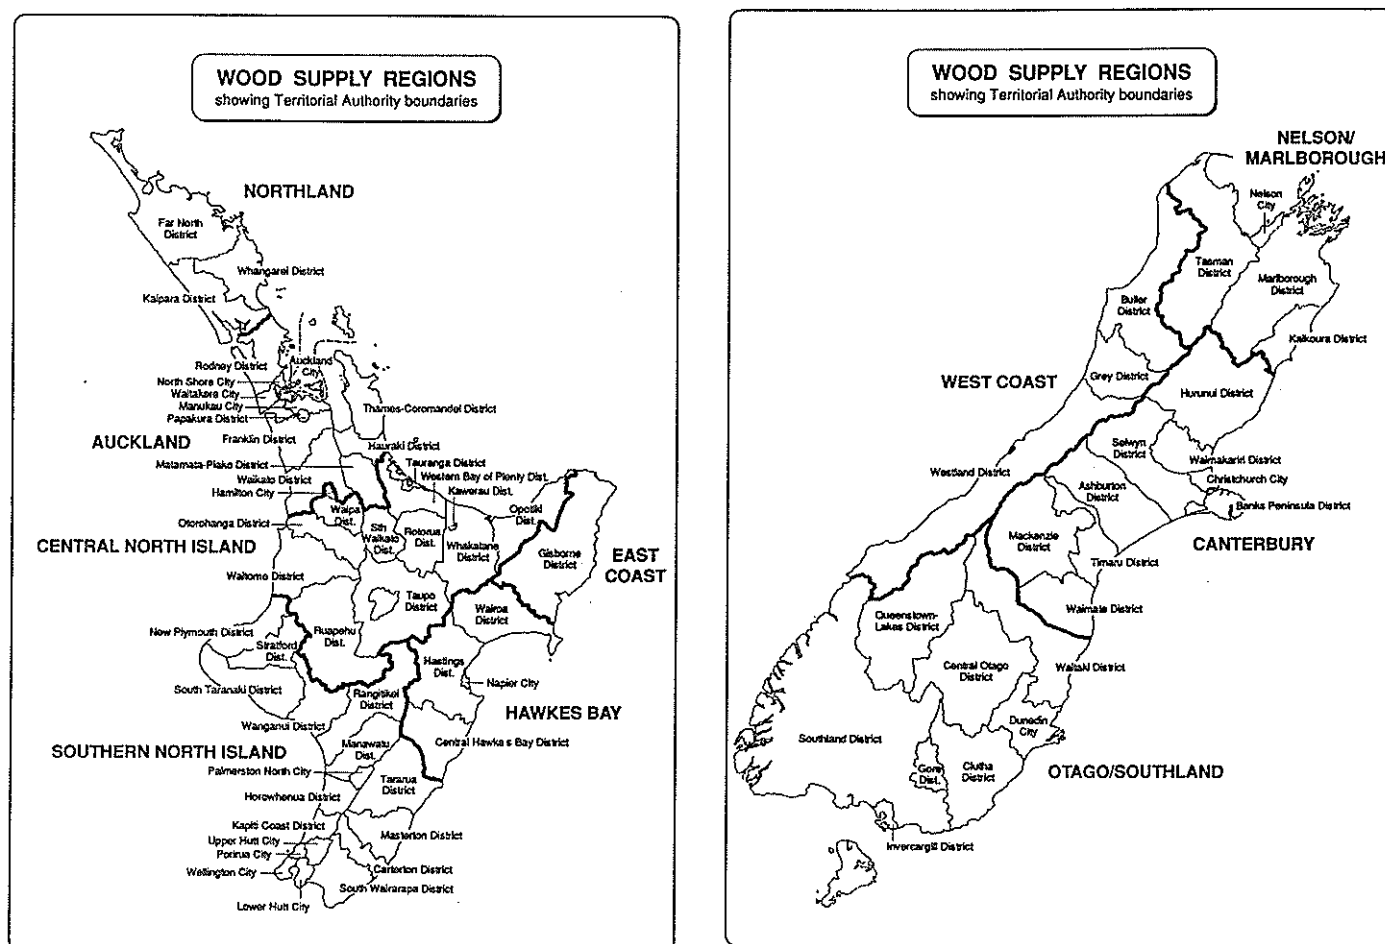 WOOD SUPPLY REGIONS
showing Territorial Authority boundaries
NORTHLAND
Far North
District
Whangarei District
Kaipara District
Rodney District
Auckland
City
North Shore City
Waitakere City
Manukau City
Papakura District
Thames-Coromandel District
Franklin District
AUCKLAND
Hauraki District
Matamata-Piako District
Tauranga District
Waikato District
Western Bay of Plenty Dist.
Hamilton City
Kawerau Dist.
Waipa
Dist.
Opotiki
Dist.
Otorohanga District
Sth
Waikato
Dist.
Rotorua
Dist.
Whakatane
District
CENTRAL NORTH ISLAND
Gisborne
District
EAST
COAST
Waitomo District
Taupo
District
Wairoa
District
New Plymouth District
Ruapehu
Dist.
Stratford
Dist.
Hastings
Dist.
South Taranaki District
Napier City
Rangitikei
District
Wanganui District
HAWKES BAY
SOUTHERN NORTH ISLAND
Manawatu
Dist.
Central Hawkes Bay District
Palmerston North City
Tararua
District
Horowhenua District
Kapiti Coast District
Masterton District
Upper Hutt City
Porirua City
Carterton District
Wellington City
South Wairarapa District
Lower Hutt City
WOOD SUPPLY REGIONS
showing Territorial Authority boundaries
NELSON/
MARLBOROUGH
Nelson
City
Tasman
District
Marlborough
District
Buller
District
Kaikoura District
WEST COAST
Grey District
Hurunui District
Selwyn
District
Waimakariri District
Westland District
Christchurch City
Ashburton
District
Banks Peninsula District
Mackenzie
District
CANTERBURY
Timaru District
Waimate District
Queenstown-
Lakes District
Central Otago
District
Waitaki District
Dunedin
City
Southland District
Gore
Dist.
Clutha
District
OTAGO/SOUTHLAND
Invercargill District